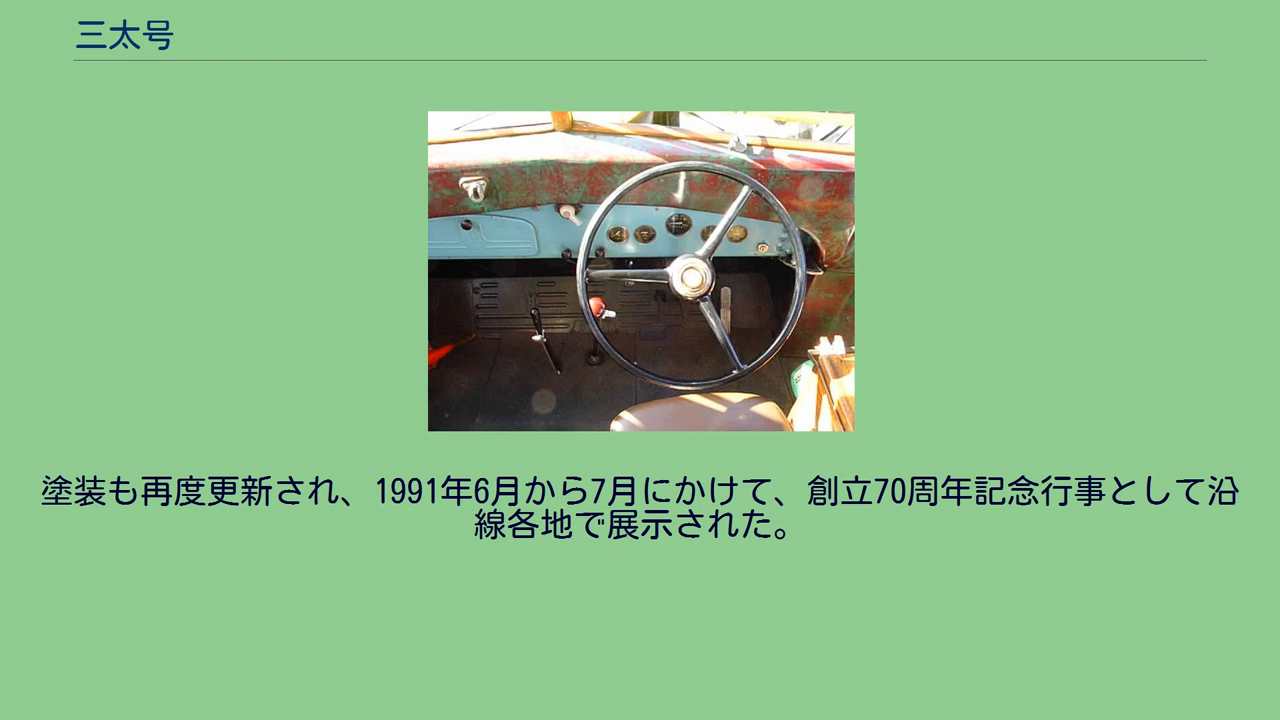 三太号
塗装も再度更新され、1991年6月から7月にかけて、創立70周年記念行事として沿
線各地で展示された。